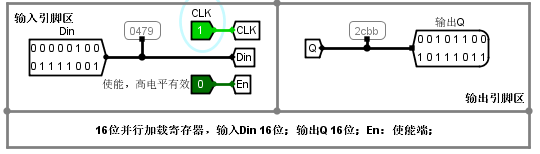 输入引脚区
Din
00000100
01111001
0479
CLK
1
CLK
Din
使能，高电平有效
0
En
Q
2cbb
输出Q
00101100
10111011
输出引脚区
16位并行加载寄存器，输入Din 16位；输出Q 16位；En：使能端；